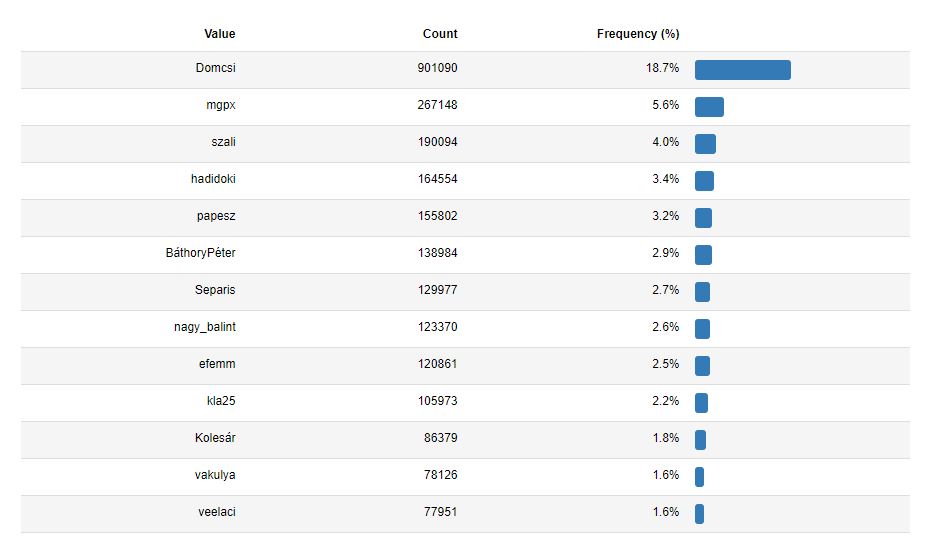 Value Count Frequency (%)
Domcsi 901090 18.7%
mgpx 267148 5.6%
szali 190094 4.0%
hadidoki 164554 3.4%
papesz 155802 3.2%
BáthoryPéter 138984 2.9%
Separis 129977 2.7%
nagy_balint 123370 2.6%
efemm 120861 2.5%
kla25 105973 2.2%
Kolesár 86379 1.8%
vakulya 78126 1.6%
veelaci 77951 1.6%